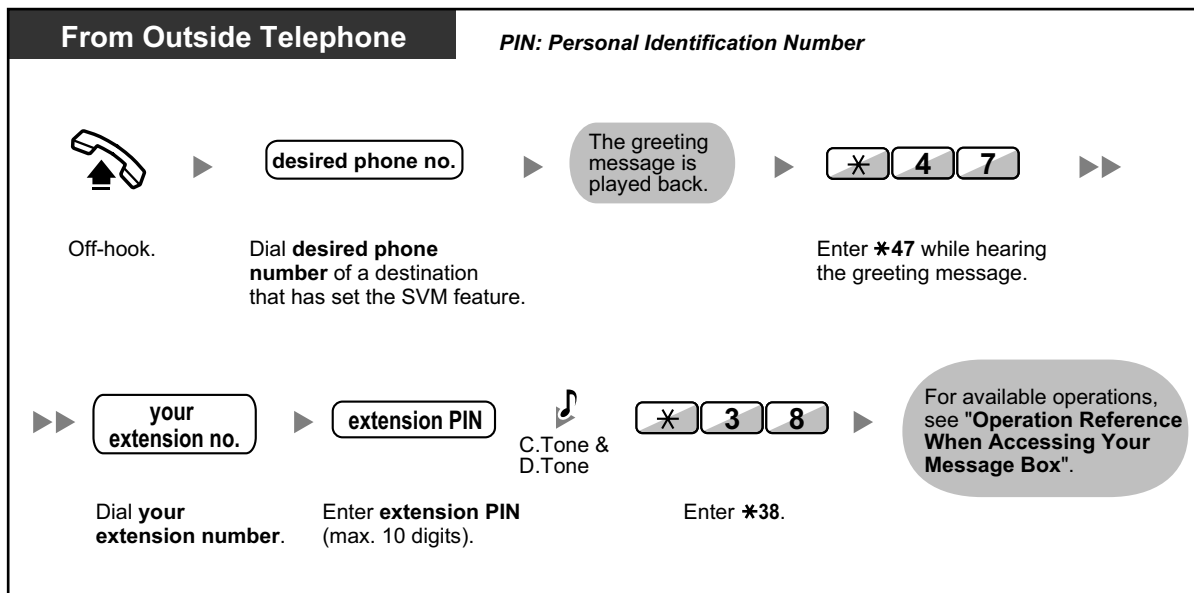 From Outside Telephone
PIN: Personal Identification Number
desired phone no.
The greeting
message is
played back.
* 4 7
Off-hook.
Dial desired phone
number of a destination
that has set the SVM feature.
Enter *47 while hearing
the greeting message.
your
extension no.
extension PIN
C.Tone &
D.Tone
* 3 8
For available operations,
see "Operation Reference
When Accessing Your
Message Box".
Dial your
extension number.
Enter extension PIN
(max. 10 digits).
Enter *38.